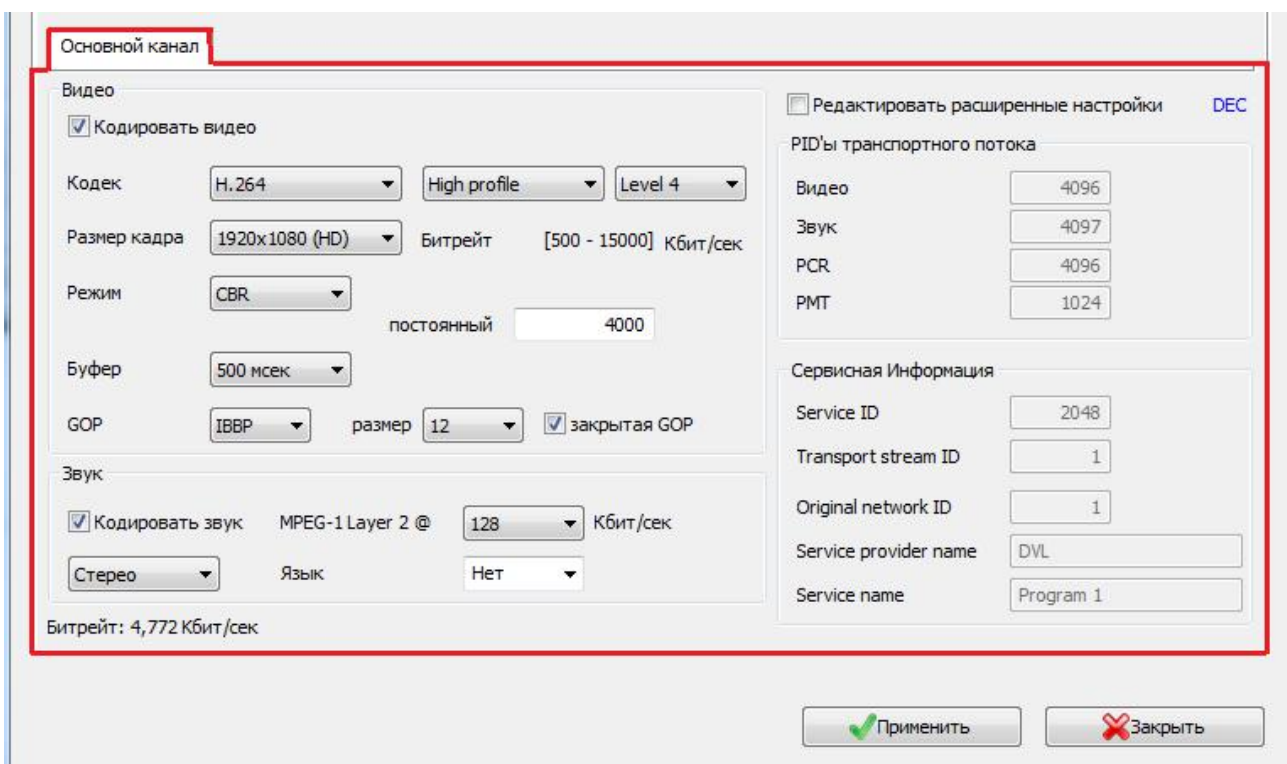 Основной канал
Видео
Кодировать видео
Кодек H.264 High profile Level 4
Размер кадра 1920x1080 (HD) Битрейт [500 - 15000] Кбит/сек
Режим CBR
постоянный 4000
Буфер 500 мсек
GOP IBBP размер 12 закрытая GOP
Звук
Кодировать звук MPEG-1 Layer 2 @ 128 Кбит/сек
Стерео Язык Нет
Битрейт: 4,772 Кбит/сек
Редактировать расширенные настройки DEC
PID'ы транспортного потока
Видео 4096
Звук 4097
PCR 4096
PMT 1024
Сервисная Информация
Service ID 2048
Transport stream ID 1
Original network ID 1
Service provider name DVL
Service name Program 1
Применить Закрыть